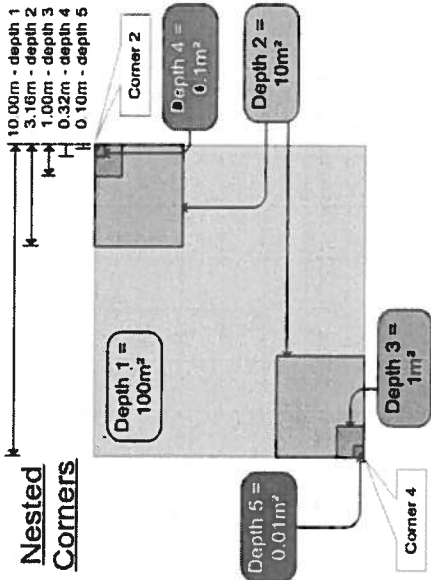 Nested
Corners
10.00m - depth 1
3.16m - depth 2
1.00m - depth 3
0.32m - depth 4
0.10m - depth 5
Corner 2
Depth 1 =
100m²
Depth 4 =
0.1m²
Depth 2 =
10m²
Depth 5 =
0.01m²
Depth 3 =
1m²
Corner 4